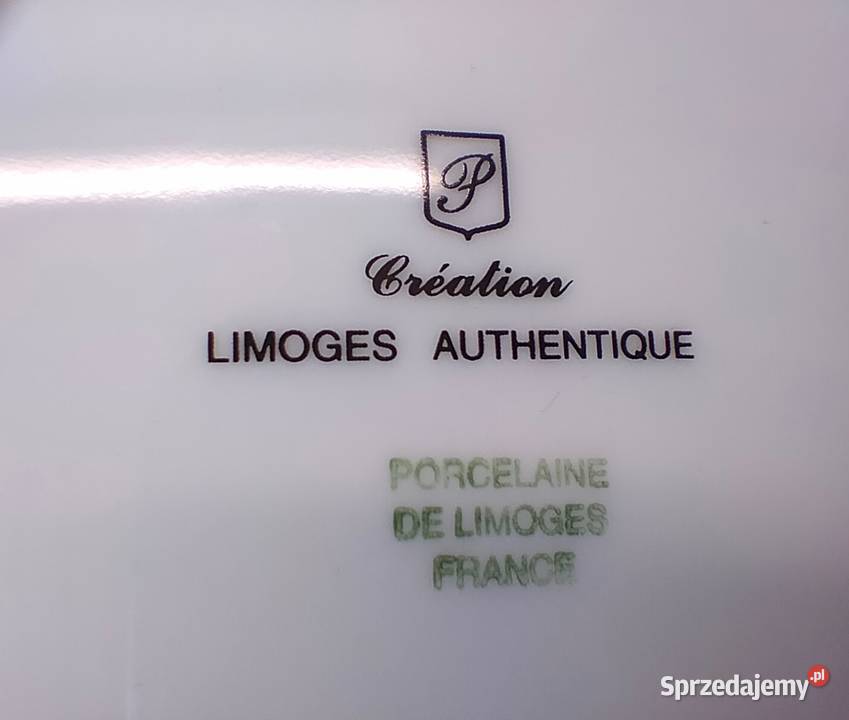 P
Création
LIMOGES AUTHENTIQUE
PORCELAINE
DE LIMOGES
FRANCE
Sprzedajemy.pl